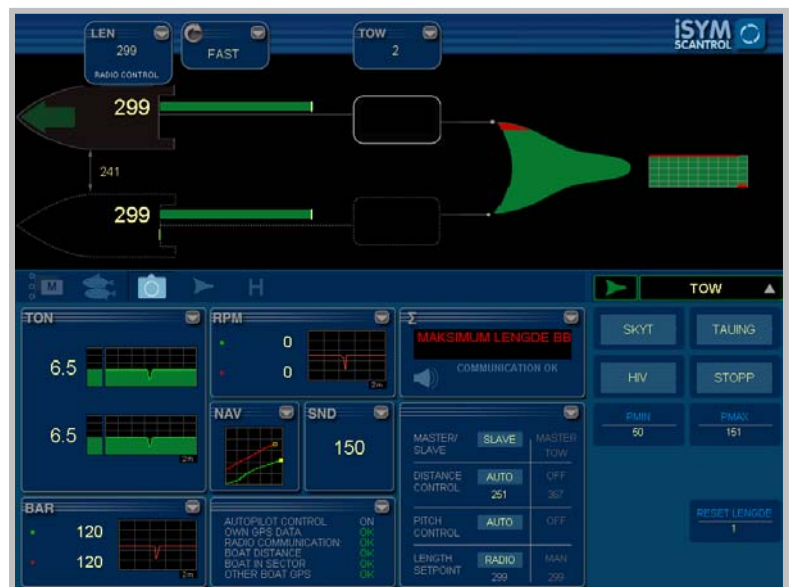 LEN
299
RADIO CONTROL
FAST
TOW
2
iSYM
SCANTROL
299
241
299
M
H
TOW
TON
6.5
6.5
2m
RPM
0
0
2m
Σ
MAKSIMUM LENGDE BB
COMMUNICATION OK
SKYT
TAUING
HIV
STOPP
PMIN
50
PMAX
151
RESET LENGDE
1
NAV
SND
150
MASTER/
SLAVE
SLAVE
MASTER
TOW
DISTANCE
CONTROL
AUTO
251
OFF
367
PITCH
CONTROL
AUTO
OFF
LENGTH
SETPOINT
RADIO
299
MAN
299
BAR
120
120
2m
AUTOPILOT CONTROL ON
OWN GPS DATA OK
RADIO COMMUNICATION: OK
BOAT DISTANCE OK
BOAT IN SECTOR OK
OTHER BOAT GPS OK